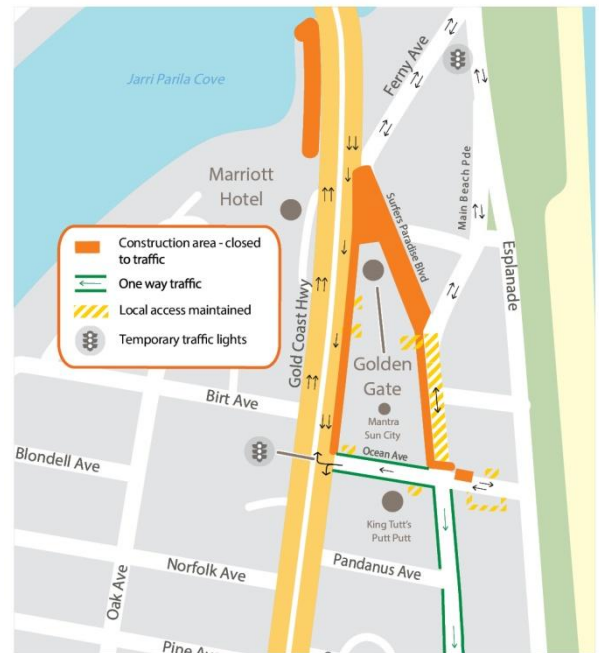 Ferny Ave
Jarri Parila Cove
Main Beach Pde
Marriott
Hotel
Surfers Paradise Blvd
Esplanade
Construction area - closed
to traffic
One way traffic
Local access maintained
Temporary traffic lights
Gold Coast Hwy
Golden
Gate
Birt Ave
Mantra
Sun City
Ocean Ave
Blondell Ave
King Tutt's
Putt Putt
Pandanus Ave
Norfolk Ave
Oak Ave
Pine